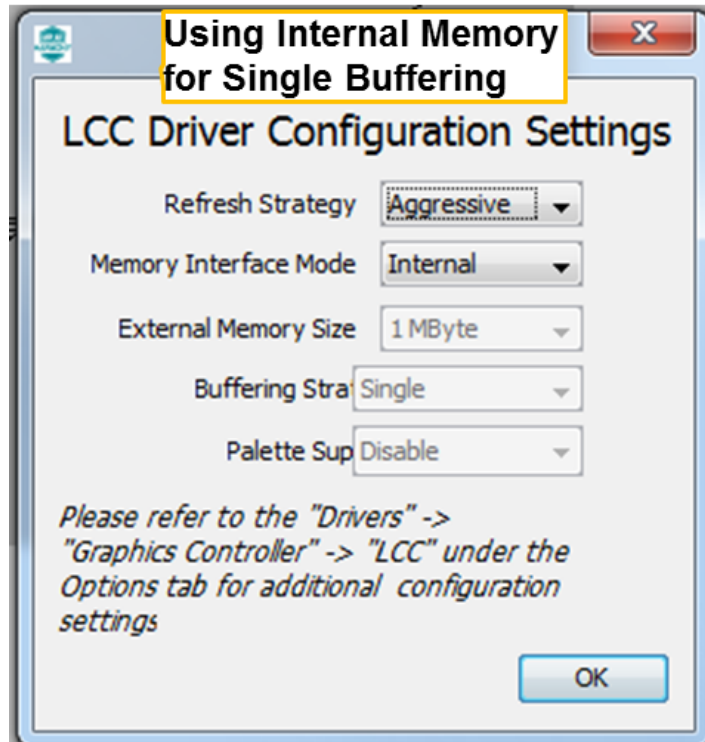 Using Internal Memory
for Single Buffering
LCC Driver Configuration Settings
Refresh Strategy Aggressive
Memory Interface Mode Internal
External Memory Size 1 MByte
Buffering Strat Single
Palette Sup Disable
Please refer to the "Drivers" ->
"Graphics Controller" -> "LCC" under the
Options tab for additional configuration
settings
OK